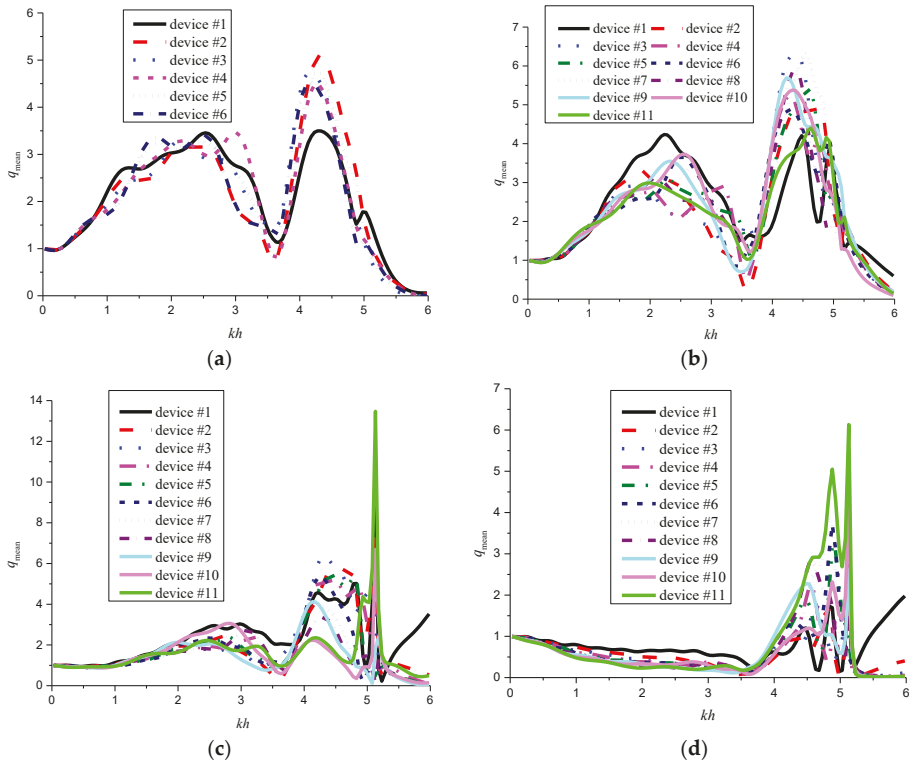 device #1
device #2
device #3
device #4
device #5
device #6
6
5
4
3
2
1
0
q mean
0 1 2 3 4 5 6
kh
(a)
device #1 device #2
device #3 device #4
device #5 device #6
device #7 device #8
device #9 device #10
device #11
7
6
5
4
3
2
1
0
q mean
0 1 2 3 4 5 6
kh
(b)
device #1
device #2
device #3
device #4
device #5
device #6
device #7
device #8
device #9
device #10
device #11
14
13
12
11
10
8
6
4
2
0
q mean
0 1 2 3 4 5 6
kh
(c)
device #1
device #2
device #3
device #4
device #5
device #6
device #7
device #8
device #9
device #10
device #11
7
6
5
4
3
2
1
0
q mean
0 1 2 3 4 5 6
kh
(d)